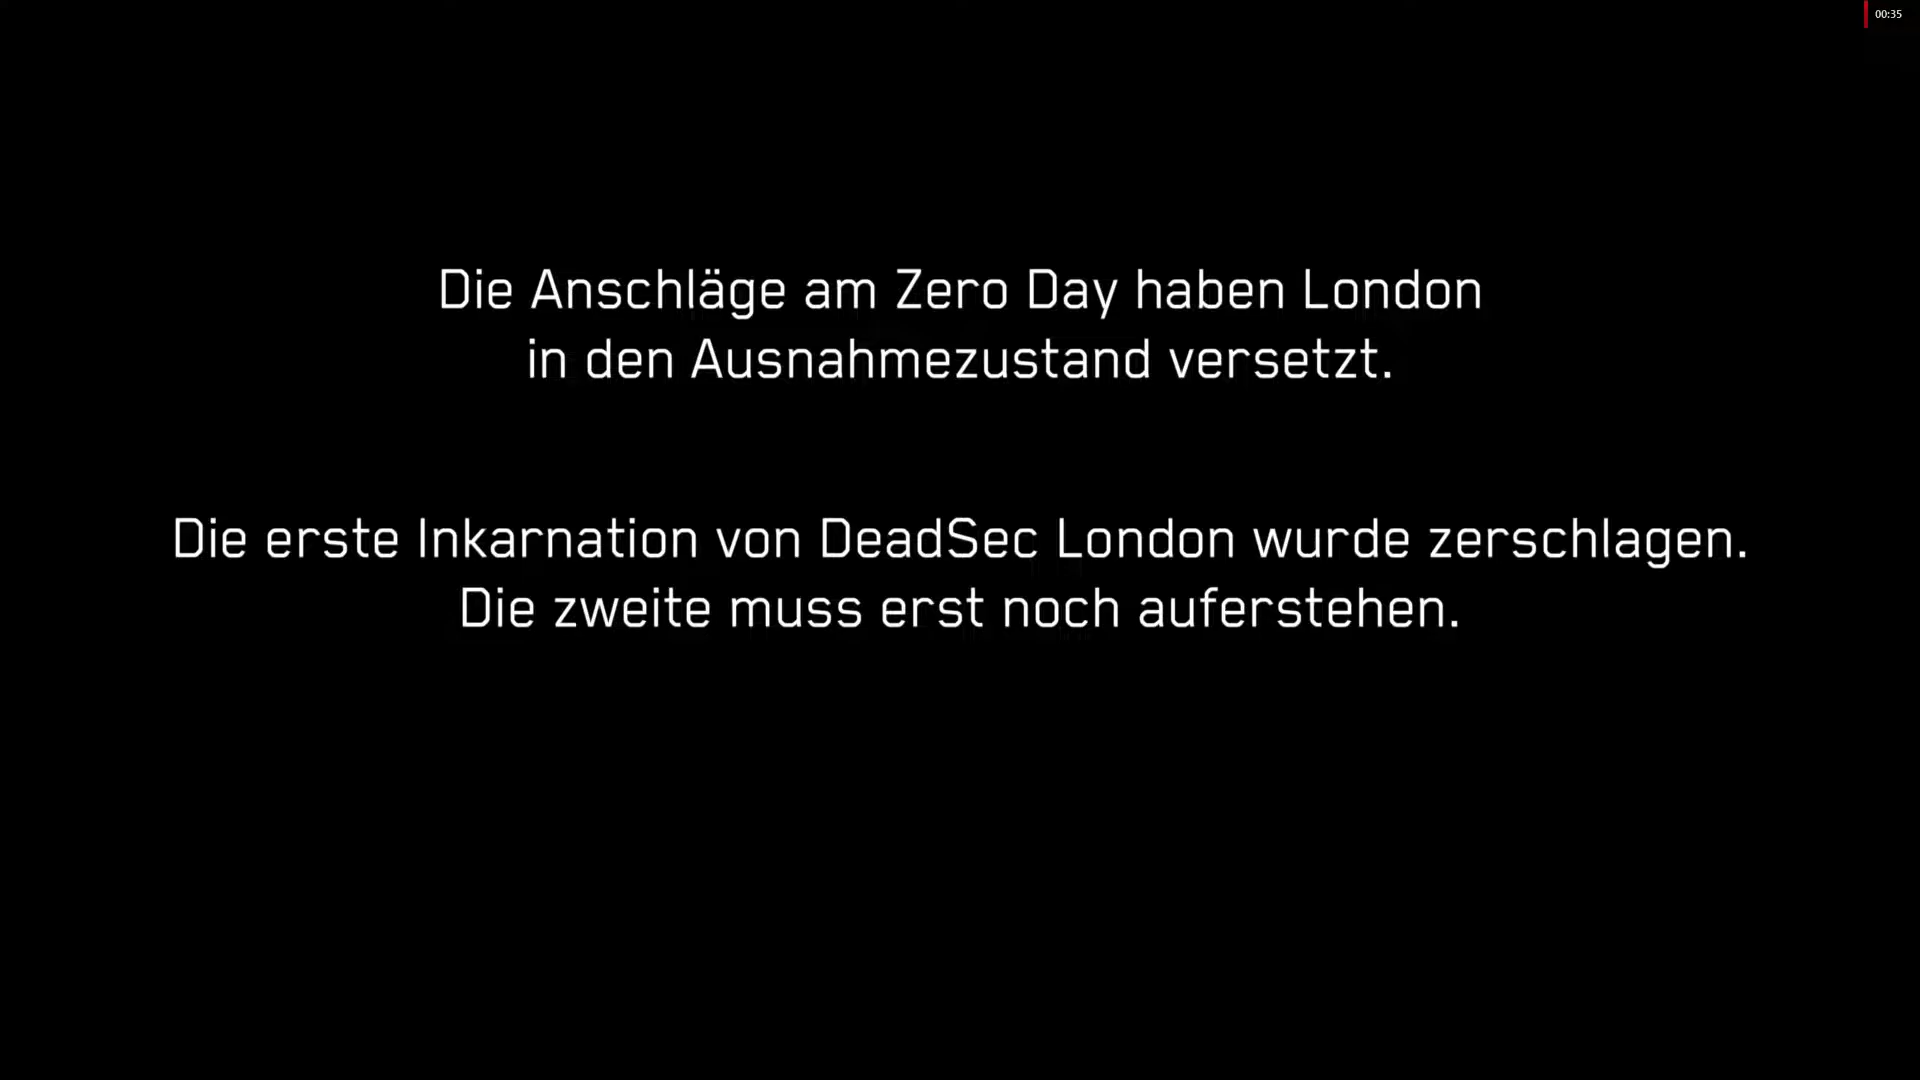 00:35
Die Anschläge am Zero Day haben London
in den Ausnahmezustand versetzt.
Die erste Inkarnation von DeadSec London wurde zerschlagen.
Die zweite muss erst noch auferstehen.